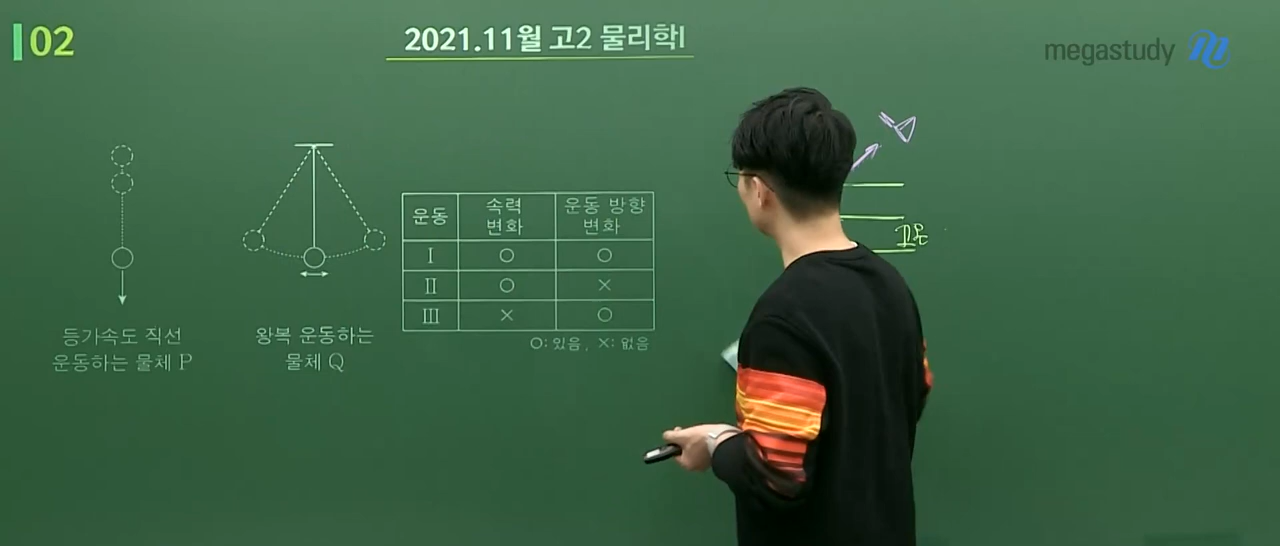 02
2021.11월 고2 물리학Ⅰ
megastudy
등가속도 직선
운동하는 물체 P
왕복 운동하는
물체 Q
운동 속력 변화 운동 방향 변화
Ⅰ ○ ○
Ⅱ ○ ×
Ⅲ × ○
○: 있음, ×: 없음
고온